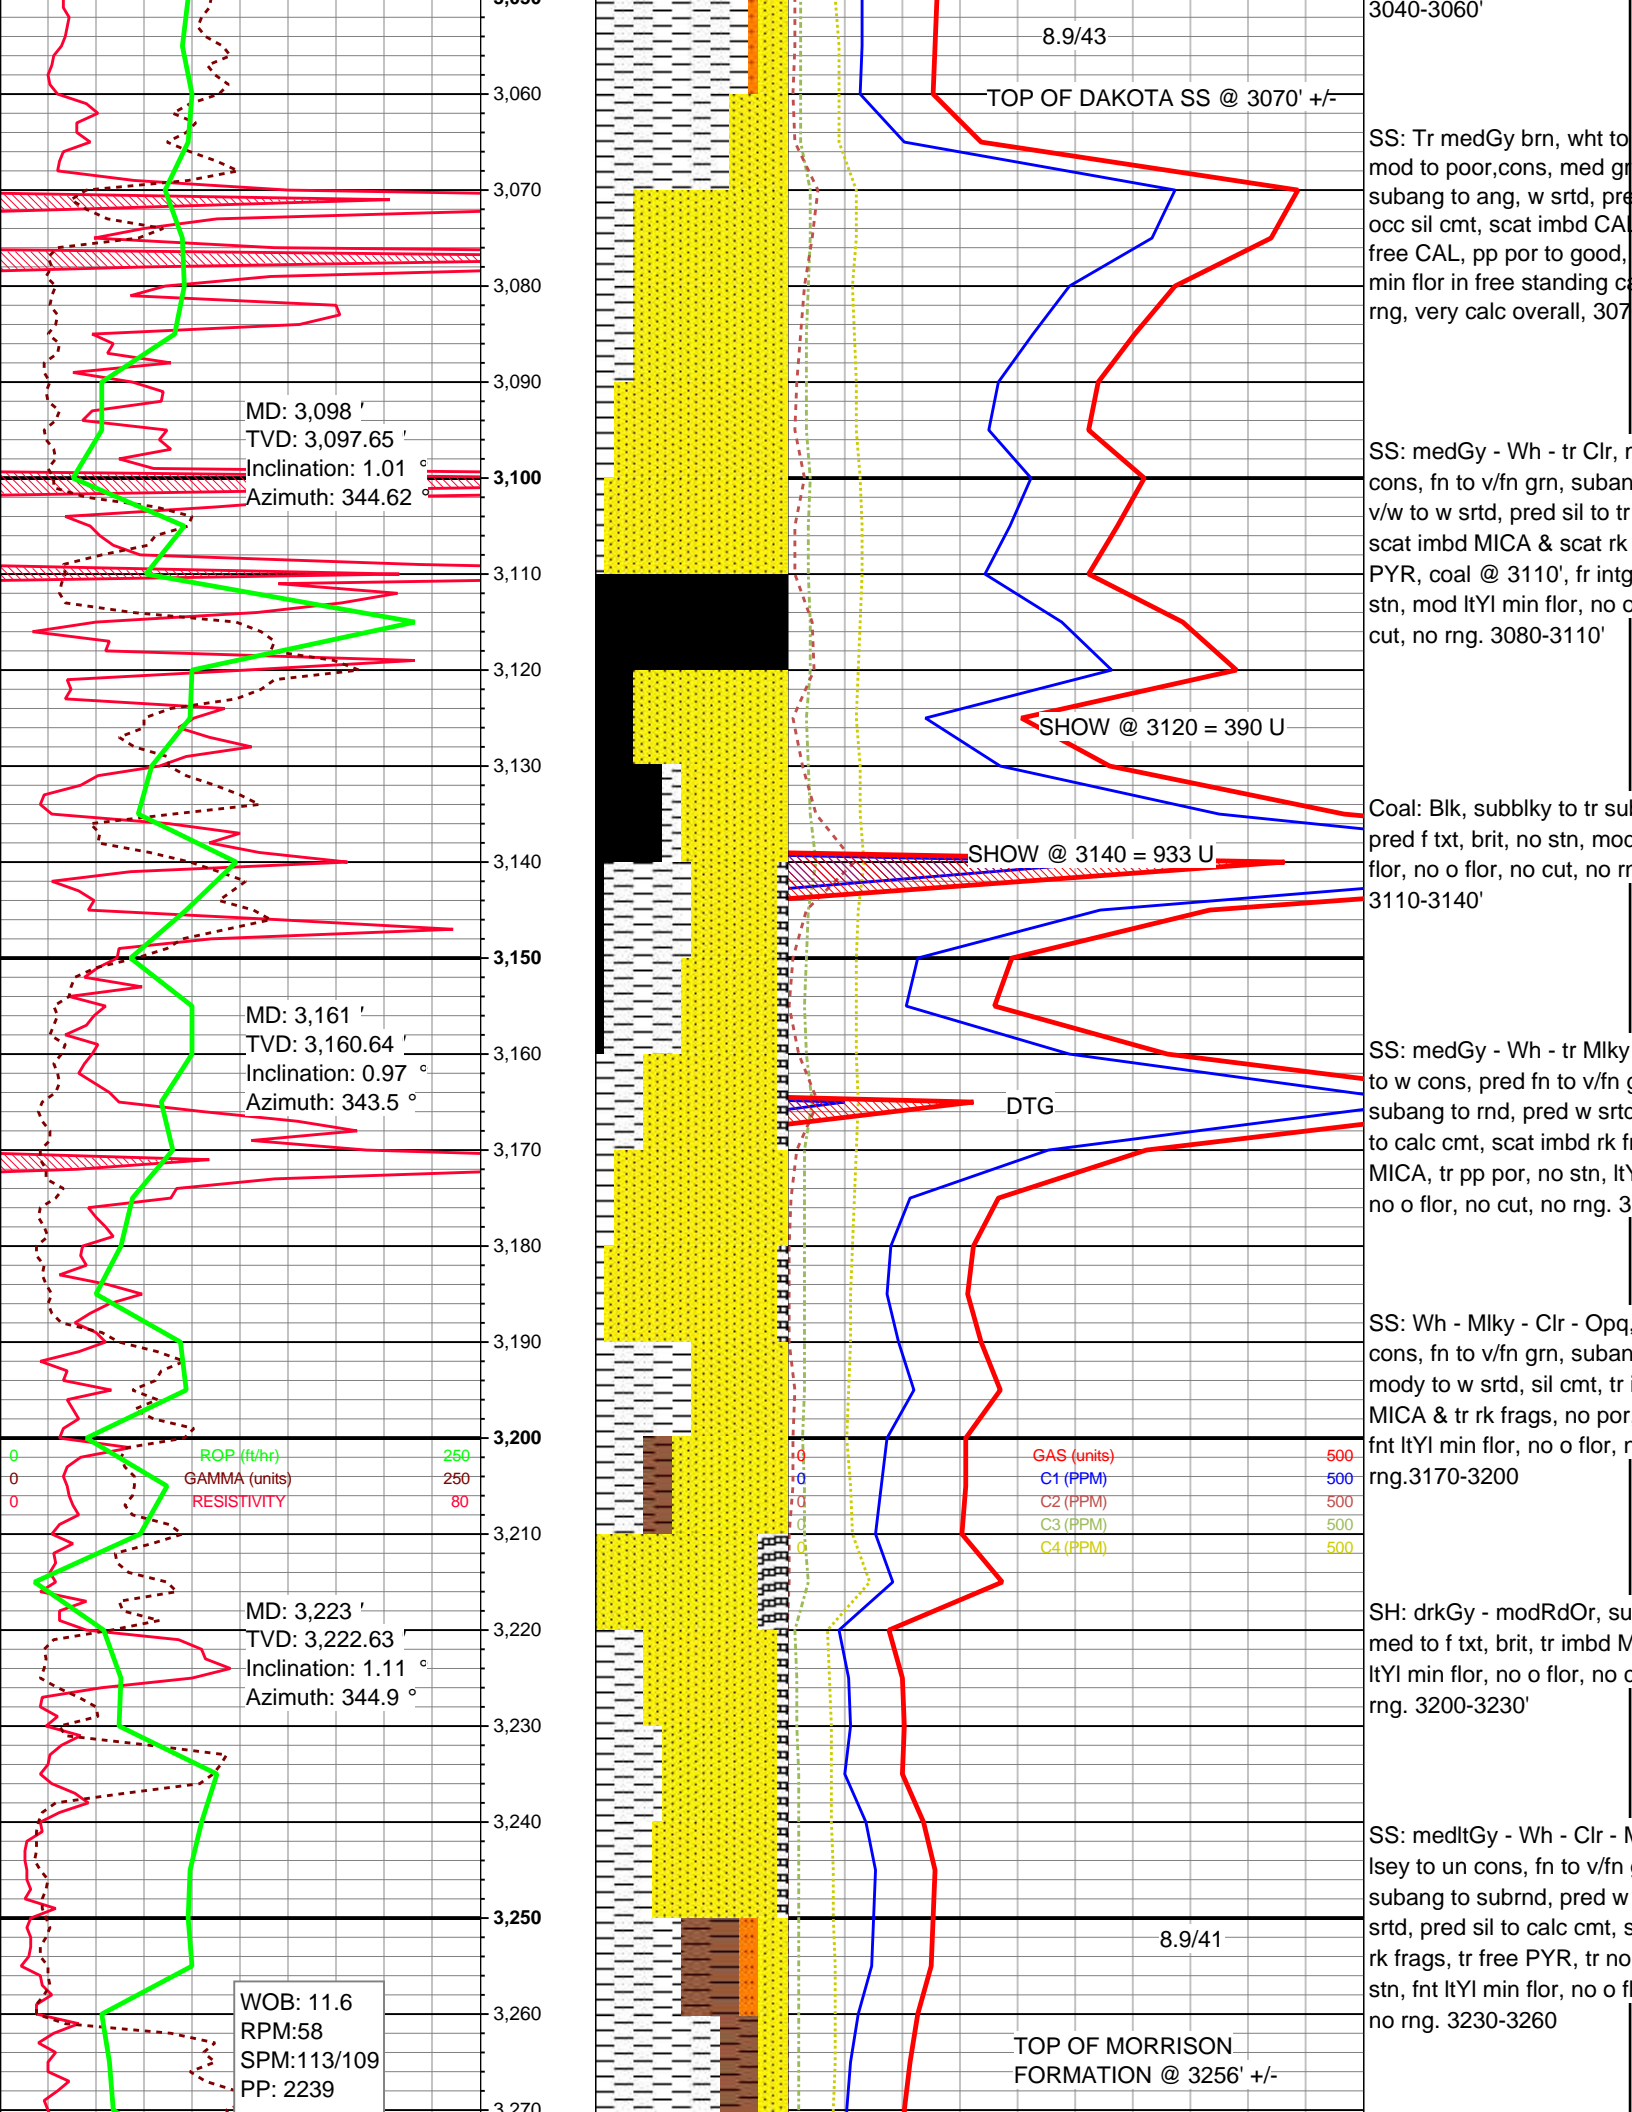 3040-3060'
8.9/43
3,060
TOP OF DAKOTA SS @ 3070' +/-
SS: Tr medGy brn, wht to
mod to poor,cons, med gr
subang to ang, w srtd, pre
occ sil cmt, scat imbd CAL
free CAL, pp por to good,
min flor in free standing ca
rng, very calc overall, 307
3,070
3,080
3,090
MD: 3,098 '
TVD: 3,097.65 '
Inclination: 1.01 °
Azimuth: 344.62 °
3,100
SS: medGy - Wh - tr Clr, r
cons, fn to v/fn grn, suban
v/w to w srtd, pred sil to tr
scat imbd MICA & scat rk
PYR, coal @ 3110', fr intg
stn, mod ltYl min flor, no o
cut, no rng. 3080-3110'
3,110
3,120
SHOW @ 3120 = 390 U
3,130
Coal: Blk, subblky to tr sub
pred f txt, brit, no stn, mod
flor, no o flor, no cut, no rn
3110-3140'
SHOW @ 3140 = 933 U
3,140
3,150
MD: 3,161 '
TVD: 3,160.64 '
Inclination: 0.97 °
Azimuth: 343.5 °
3,160
DTG
SS: medGy - Wh - tr Mlky
to w cons, pred fn to v/fn g
subang to rnd, pred w srtd
to calc cmt, scat imbd rk fr
MICA, tr pp por, no stn, ltY
no o flor, no cut, no rng. 3
3,170
3,180
3,190
SS: Wh - Mlky - Clr - Opq,
cons, fn to v/fn grn, suban
mody to w srtd, sil cmt, tr i
MICA & tr rk frags, no por
fnt ltYl min flor, no o flor, n
rng.3170-3200
3,200
0 ROP (ft/hr) 250
0 GAMMA (units) 250
0 RESISTIVITY 80
0 GAS (units) 500
0 C1 (PPM) 500
0 C2 (PPM) 500
0 C3 (PPM) 500
0 C4 (PPM) 500
3,210
MD: 3,223 '
TVD: 3,222.63 '
Inclination: 1.11 °
Azimuth: 344.9 °
3,220
SH: drkGy - modRdOr, su
med to f txt, brit, tr imbd M
ltYl min flor, no o flor, no c
rng. 3200-3230'
3,230
3,240
SS: medltGy - Wh - Clr - M
lsey to un cons, fn to v/fn g
subang to subrnd, pred w
srtd, pred sil to calc cmt, s
rk frags, tr free PYR, tr no
stn, fnt ltYl min flor, no o fl
no rng. 3230-3260
3,250
8.9/41
3,260
WOB: 11.6
RPM:58
SPM:113/109
PP: 2239
TOP OF MORRISON
FORMATION @ 3256' +/-
3,270